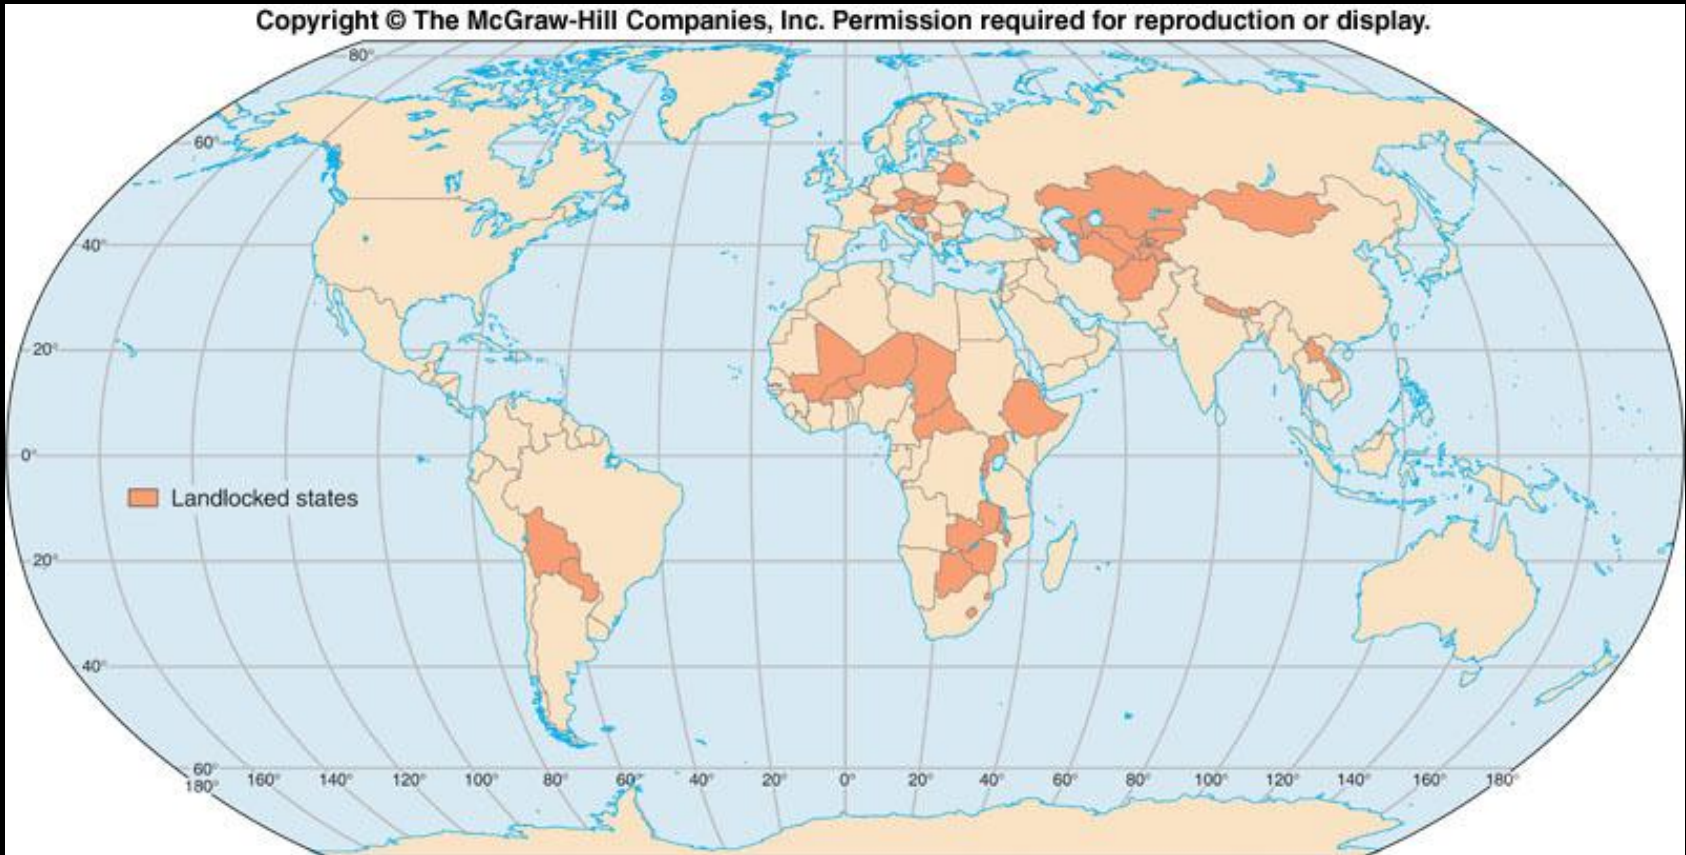 Copyright © The McGraw-Hill Companies, Inc. Permission required for reproduction or display.
80°
60°
40°
20°
0°
Landlocked states
20°
40°
60°
180° 160° 140° 120° 100° 80° 60° 40° 20° 0° 20° 40° 60° 80° 100° 120° 140° 160° 180°